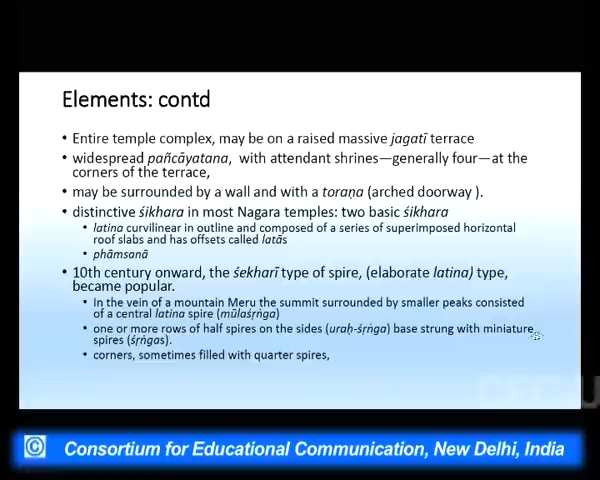 Elements: contd
• Entire temple complex, may be on a raised massive jagatī terrace
• widespread pañcāyatana, with attendant shrines—generally four—at the
corners of the terrace,
• may be surrounded by a wall and with a toraṇa (arched doorway ).
• distinctive śikhara in most Nagara temples: two basic śikhara
• latina curvilinear in outline and composed of a series of superimposed horizontal
roof slabs and has offsets called latās
• phāmsanā
• 10th century onward, the śekharī type of spire, (elaborate latina) type,
became popular.
• In the vein of a mountain Meru the summit surrounded by smaller peaks consisted
of a central latina spire (mūlaśṛṅga)
• one or more rows of half spires on the sides (uraḥ-śṛṅga) base strung with miniature
spires (śṛṅgas).
• corners, sometimes filled with quarter spires,
© Consortium for Educational Communication, New Delhi, India